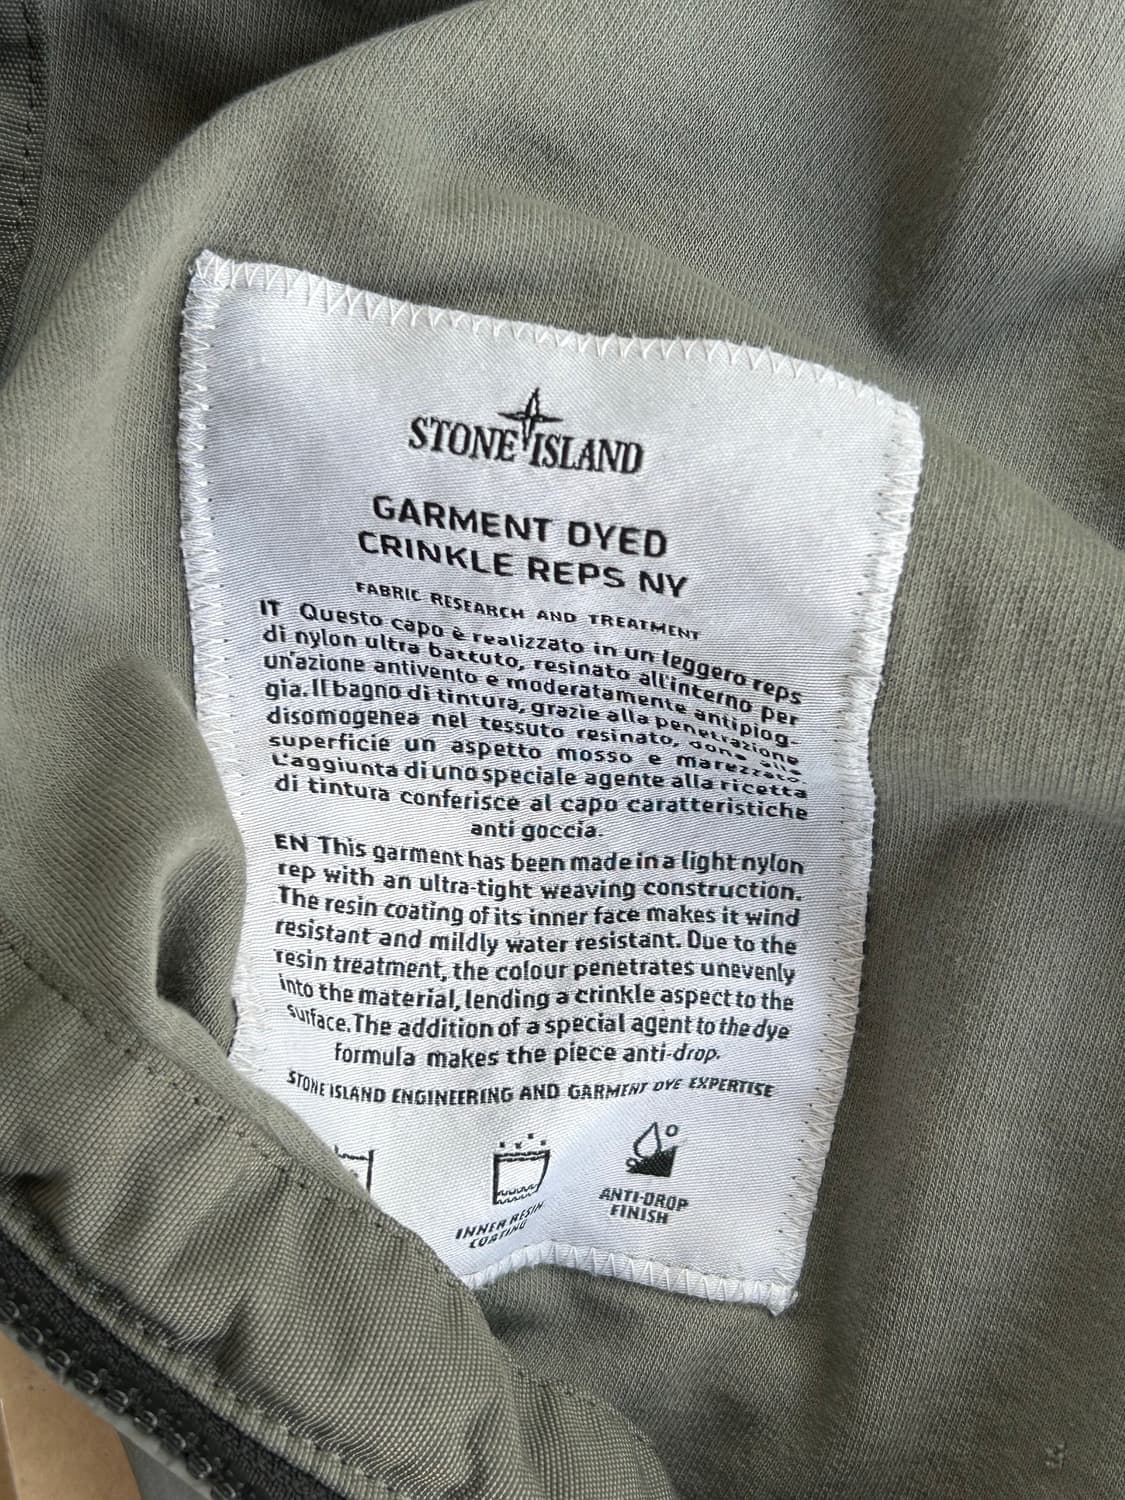 STONE ISLAND
GARMENT DYED
CRINKLE REPS NY
FABRIC RESEARCH AND TREATMENT
IT Questo capo è realizzato in un leggero reps
di nylon ultra battuto, resinato all'interno per
un'azione antivento e moderatamente antipiog-
gia. Il bagno di tintura, grazie alla penetrazione
disomogenea nel tessuto resinato, dona alla
superficie un aspetto mosso e marezzato.
L'aggiunta di uno speciale agente alla ricetta
di tintura conferisce al capo caratteristiche
anti goccia.
EN This garment has been made in a light nylon
rep with an ultra-tight weaving construction.
The resin coating of its inner face makes it wind
resistant and mildly water resistant. Due to the
resin treatment, the colour penetrates unevenly
into the material, lending a crinkle aspect to the
surface. The addition of a special agent to the dye
formula makes the piece anti-drop.
STONE ISLAND ENGINEERING AND GARMENT DYE EXPERTISE
INNER RESIN
COATING
ANTI-DROP
FINISH